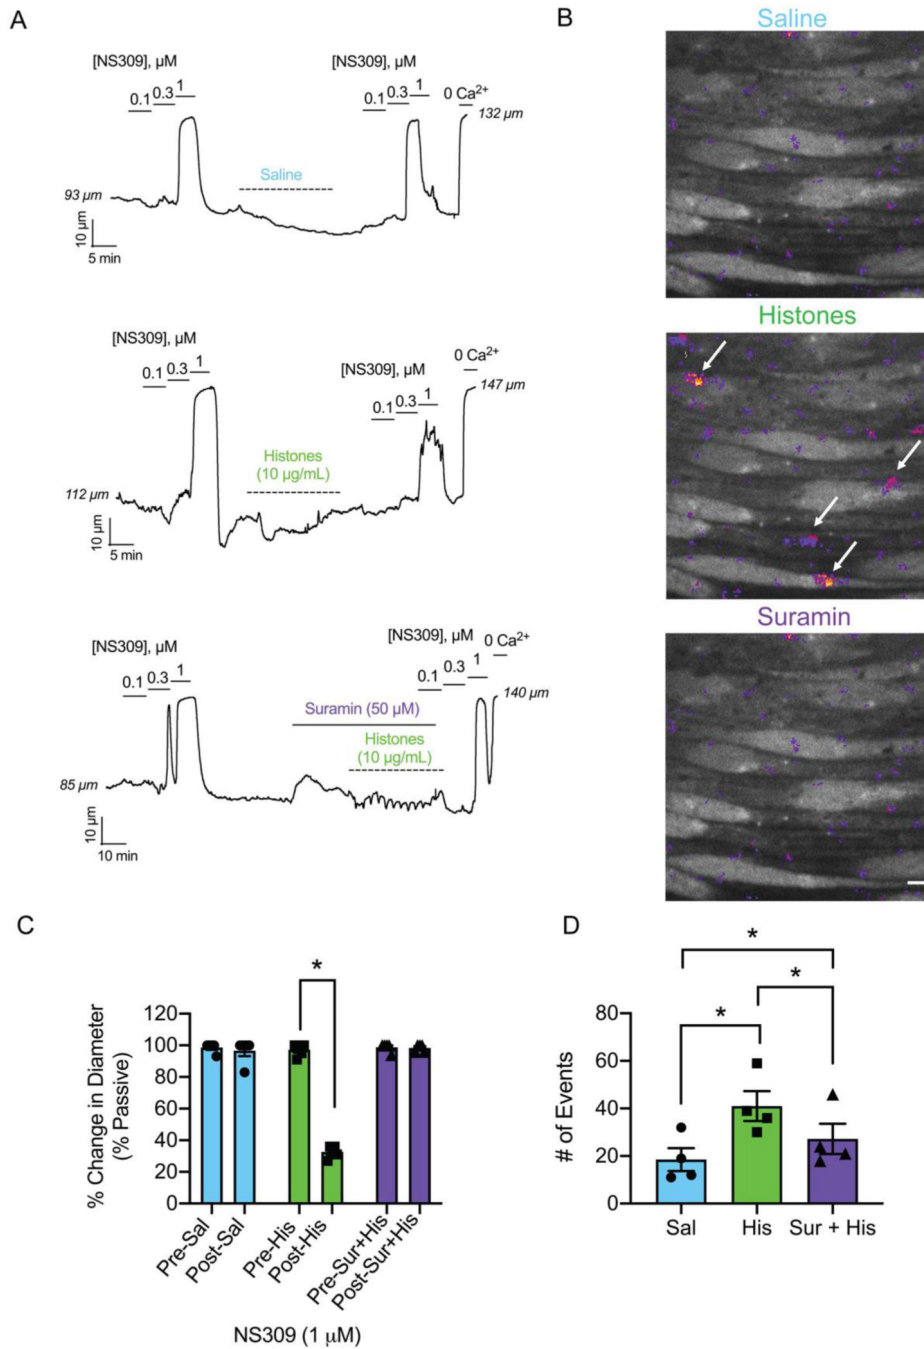 A
[NS309], µM
[NS309], µM
0.1 0.3 1
0.1 0.3 1
0 Ca²⁺
132 µm
Saline
93 µm
10 µm
5 min
[NS309], µM
[NS309], µM
0.1 0.3 1
0.1 0.3 1
0 Ca²⁺
147 µm
Histones
(10 µg/mL)
112 µm
10 µm
5 min
[NS309], µM
[NS309], µM
0.1 0.3 1
0.1 0.3 1
0 Ca²⁺
140 µm
Suramin (50 µM)
Histones
(10 µg/mL)
85 µm
10 µm
10 min
B
Saline
Histones
Suramin
C
% Change in Diameter
(% Passive)
120
100
80
60
40
20
0
*
Pre-Sal
Post-Sal
Pre-His
Post-His
Pre-Sur+His
Post-Sur+His
NS309 (1 µM)
D
# of Events
80
60
40
20
0
*
*
*
Sal His Sur + His